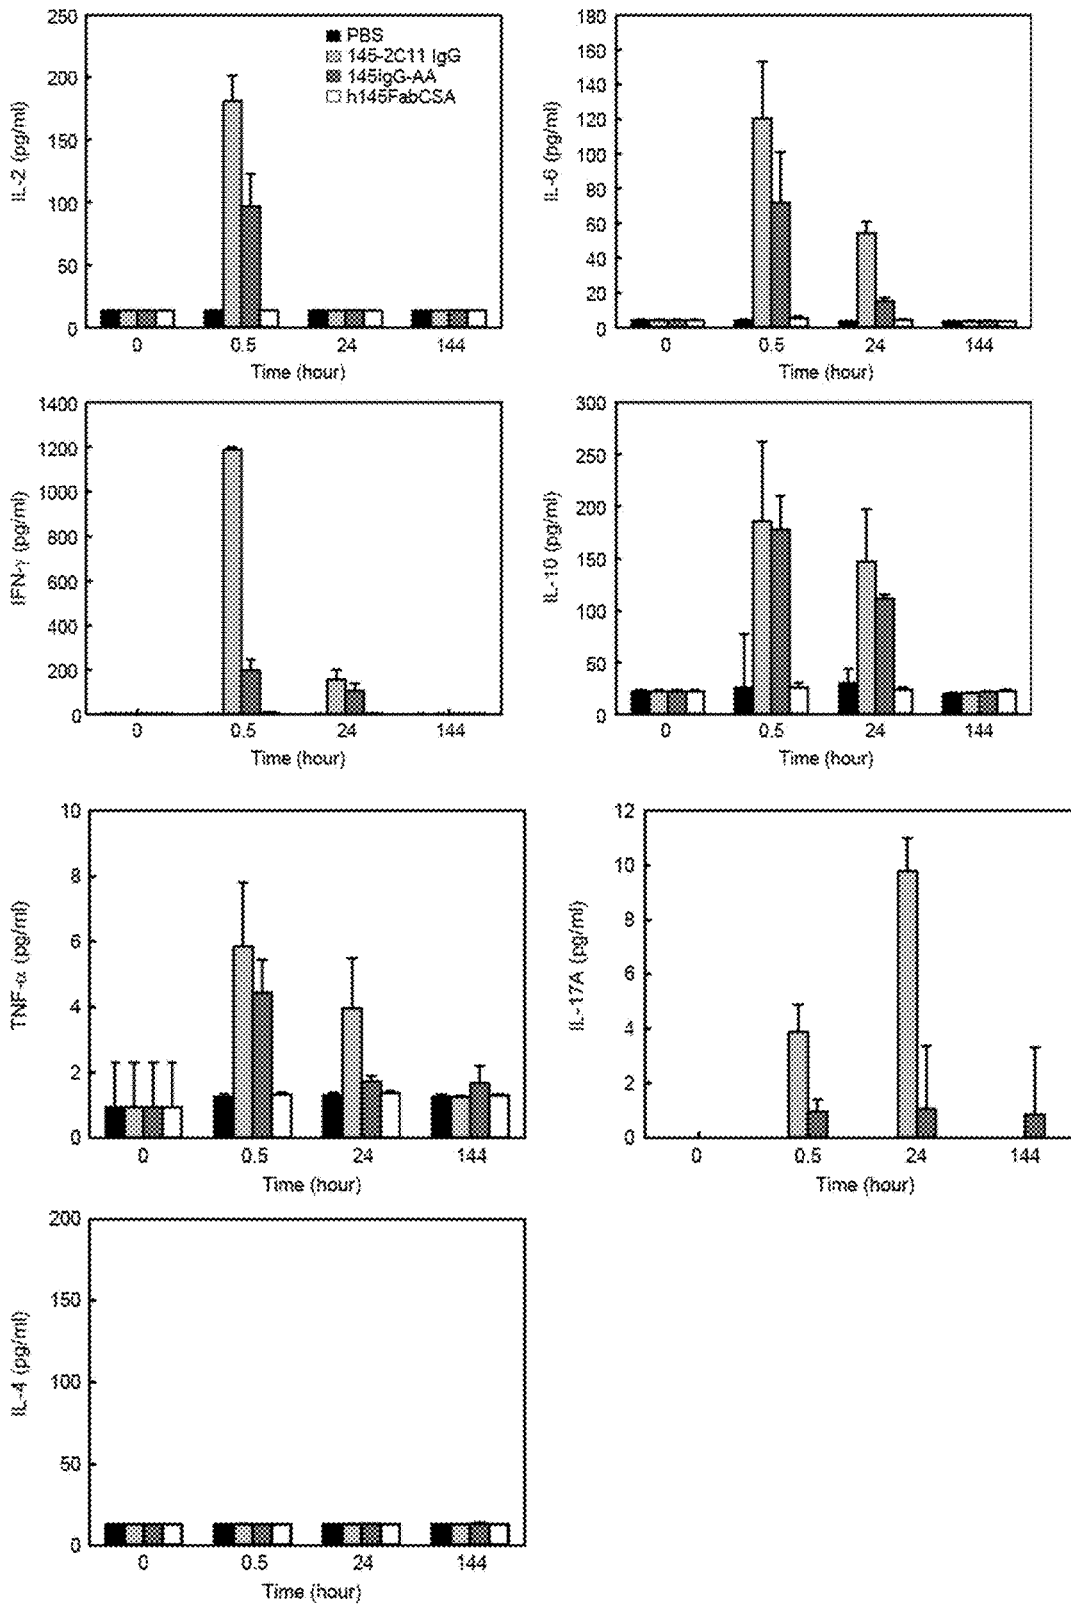 IL-2 (pg/ml)
250
200
150
100
50
0
PBS
145-2C11 IgG
145IgG-AA
h145FabCSA
0 0.5 24 144
Time (hour)
IL-6 (pg/ml)
180
160
140
120
100
80
60
40
20
0
0 0.5 24 144
Time (hour)
IFN-γ (pg/ml)
1400
1200
1000
800
600
400
200
0
0 0.5 24 144
Time (hour)
IL-10 (pg/ml)
300
250
200
150
100
50
0
0 0.5 24 144
Time (hour)
TNF-α (pg/ml)
10
8
6
4
2
0
0 0.5 24 144
Time (hour)
IL-17A (pg/ml)
12
10
8
6
4
2
0
0 0.5 24 144
Time (hour)
IL-4 (pg/ml)
200
150
100
50
0
0 0.5 24 144
Time (hour)